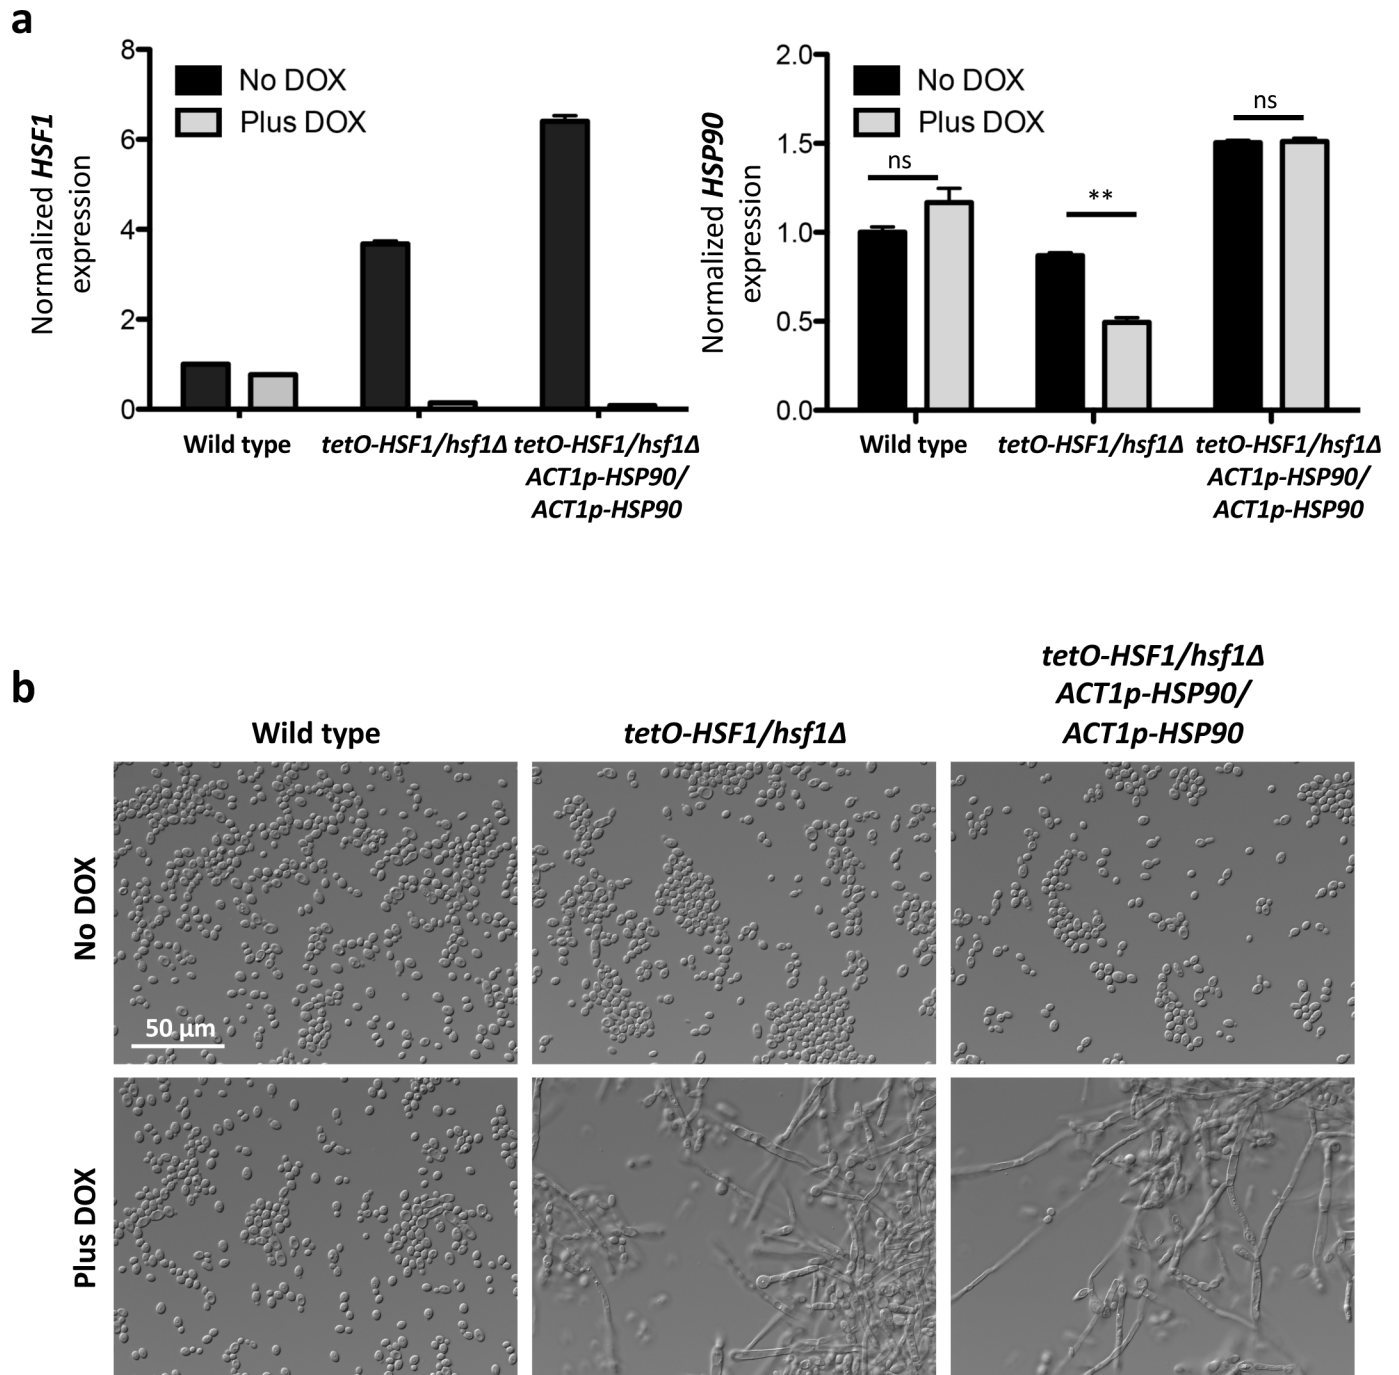 a
8
6
4
2
0
Normalized HSF1
expression
No DOX
Plus DOX
Wild type
tetO-HSF1/hsf1Δ
tetO-HSF1/hsf1Δ
ACT1p-HSP90/
ACT1p-HSP90
2.0
1.5
1.0
0.5
0.0
Normalized HSP90
expression
No DOX
Plus DOX
ns
**
ns
Wild type
tetO-HSF1/hsf1Δ
tetO-HSF1/hsf1Δ
ACT1p-HSP90/
ACT1p-HSP90
b
Wild type
tetO-HSF1/hsf1Δ
tetO-HSF1/hsf1Δ
ACT1p-HSP90/
ACT1p-HSP90
No DOX
50 µm
Plus DOX